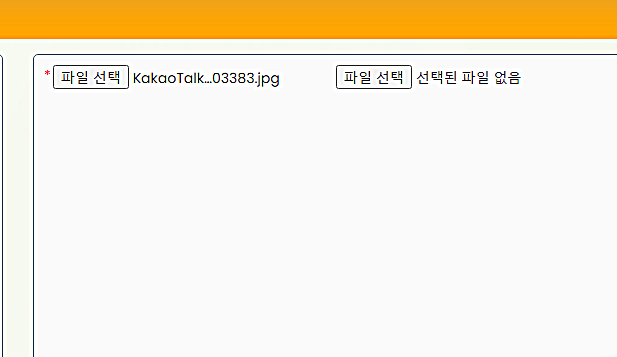 * 파일 선택 KakaoTalk...03383.jpg 파일 선택 선택된 파일 없음